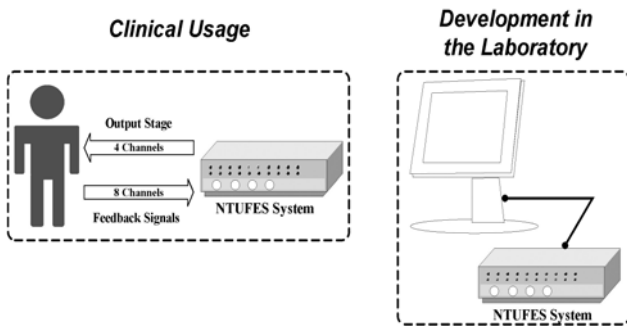 Clinical Usage
Output Stage
4 Channels
8 Channels
Feedback Signals
NTUFES System
Development in
the Laboratory
NTUFES System